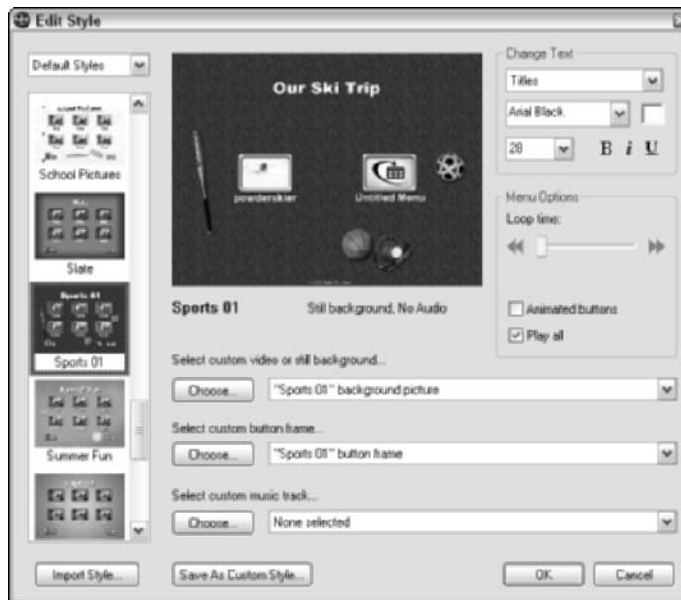 Edit Style
Default Styles
School Pictures
Slate
Sports 01
Sports 01
Summer Fun
Our Ski Trip
powderskier
Untitled Menu
Sports 01
Still background, No Audio
Change Text
Titles
Arial Black
28
B i U
Menu Options
Loop time:
Animated buttons
Play all
Select custom video or still background...
Choose...
"Sports 01" background picture
Select custom button frame...
Choose...
"Sports 01" button frame
Select custom music track...
Choose...
None selected
Import Style...
Save As Custom Style...
OK
Cancel